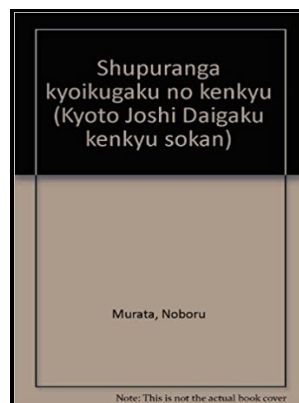 Shupuranga
kyoikugaku no kenkyu
(Kyoto Joshi Daigaku
kenkyu sokan)
Murata, Noboru
Note: This is not the actual book cover